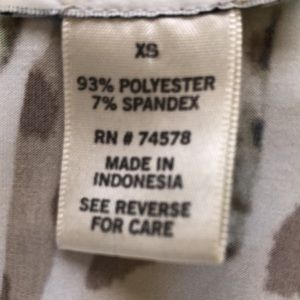 XS
93% POLYESTER
7% SPANDEX
RN # 74578
MADE IN
INDONESIA
SEE REVERSE
FOR CARE